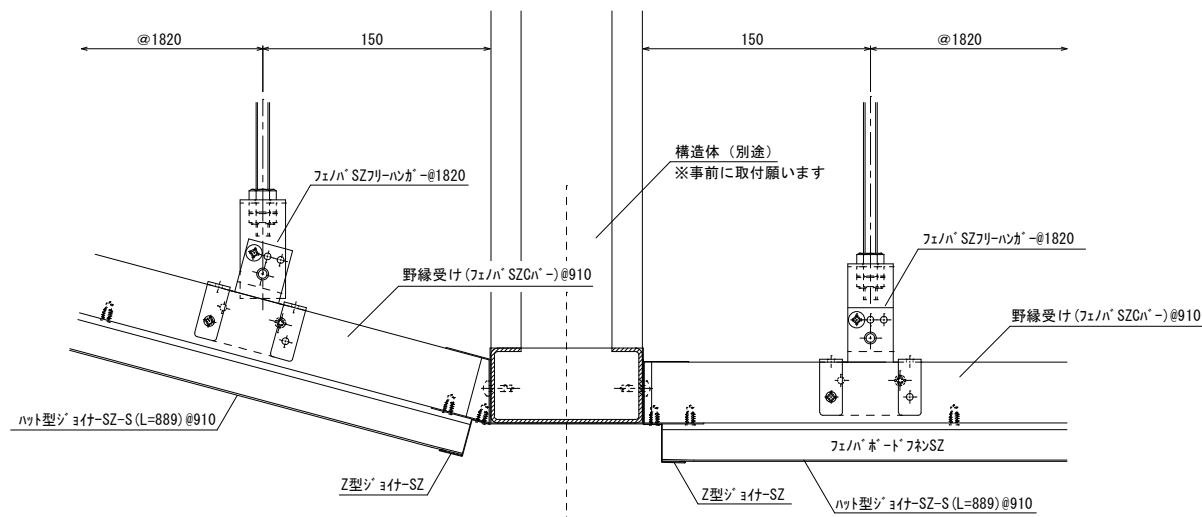 @1820
150
150
@1820
構造体（別途）
※事前に取付願います
ﾌｪﾉﾊﾞSZﾌﾘｰﾊﾝｶﾞｰ@1820
ﾌｪﾉﾊﾞSZﾌﾘｰﾊﾝｶﾞｰ@1820
野縁受け(ﾌｪﾉﾊﾞSZCﾊﾞｰ)@910
野縁受け(ﾌｪﾉﾊﾞSZCﾊﾞｰ)@910
ﾊｯﾄ型ｼﾞｮｲﾅｰSZ-S(L=889)@910
ﾌｪﾉﾊﾞﾎﾞｰﾄﾞﾌﾈﾝSZ
Z型ｼﾞｮｲﾅｰSZ
Z型ｼﾞｮｲﾅｰSZ
ﾊｯﾄ型ｼﾞｮｲﾅｰSZ-S(L=889)@910